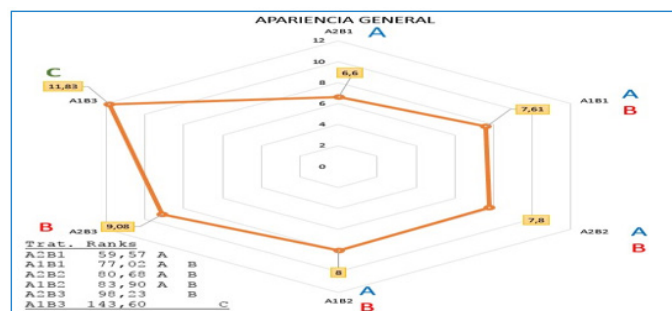 APARIENCIA GENERAL
A2B1 A
12
10
8
6
4
2
0
6,6
C
11,83
A1B3
7,61
A
A1B1 B
7,8
A2B2 A
B
B
9,08
A2B3
8
A
A1B2 B
Trat. Ranks
A2B1 59,57 A
A1B1 77,02 A B
A2B2 80,68 A B
A1B2 83,90 A B
A2B3 98,23 B
A1B3 143,60 C